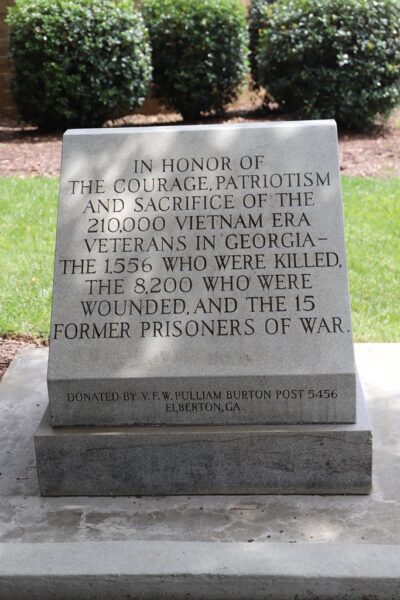 IN HONOR OF
THE COURAGE, PATRIOTISM
AND SACRIFICE OF THE
210,000 VIETNAM ERA
VETERANS IN GEORGIA–
THE 1,556 WHO WERE KILLED,
THE 8,200 WHO WERE
WOUNDED, AND THE 15
FORMER PRISONERS OF WAR.
DONATED BY V.F.W. PULLIAM BURTON POST 5456
ELBERTON, GA.